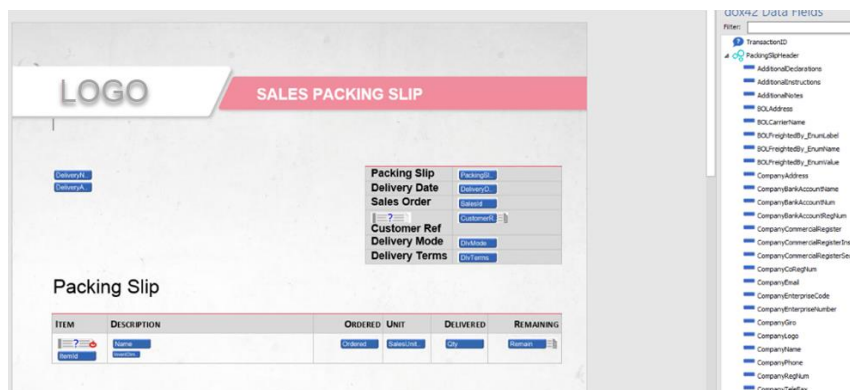 dox42 Data Fields
Filter:
TransactionID
PackingSlipHeader
AdditionalDeclarations
AdditionalInstructions
AdditionalNotes
BOLAddress
BOLCarrierName
BOLFreightedBy_EnumLabel
BOLFreightedBy_EnumName
BOLFreightedBy_EnumValue
CompanyAddress
CompanyBankAccountName
CompanyBankAccountNum
CompanyBankAccountRegNum
CompanyCommercialRegister
CompanyCommercialRegisterIns
CompanyCommercialRegisterSec
CompanyCoRegNum
CompanyEmail
CompanyEnterpriseCode
CompanyEnterpriseNumber
CompanyGiro
CompanyLogo
CompanyName
CompanyPhone
CompanyRegNum
CompanyTeleFax
LOGO
SALES PACKING SLIP
DeliveryN...
DeliveryA...
Packing Slip PackingSl...
Delivery Date DeliveryD...
Sales Order SalesId
? CustomerR...
Customer Ref
Delivery Mode DlvMode
Delivery Terms DlvTerms
Packing Slip
ITEM DESCRIPTION ORDERED UNIT DELIVERED REMAINING
? Name Ordered SalesUnit... Qty Remain
ItemId